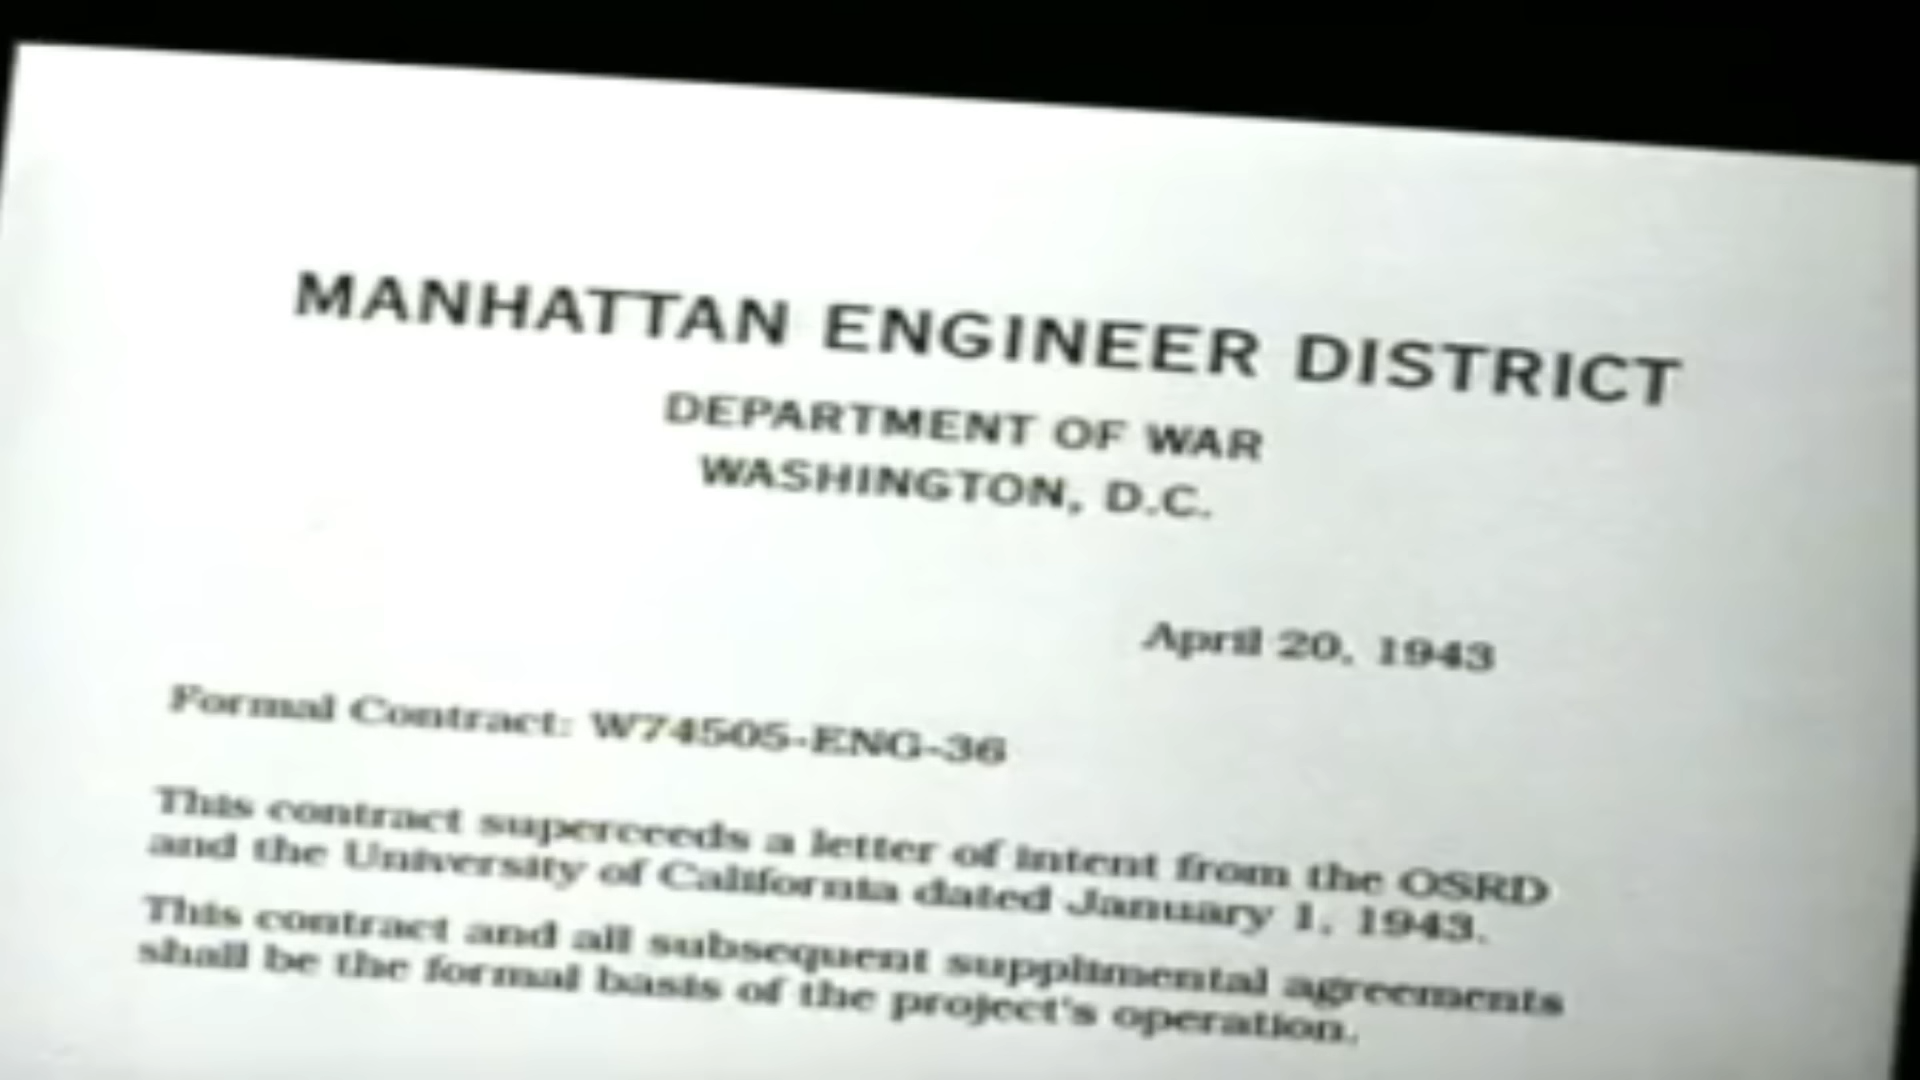 MANHATTAN ENGINEER DISTRICT
DEPARTMENT OF WAR
WASHINGTON, D.C.
April 20, 1943
Formal Contract: W74505-ENG-36
This contract superceeds a letter of intent from the OSRD
and the University of California dated January 1, 1943.
This contract and all subsequent supplimental agreements
shall be the formal basis of the project's operation.